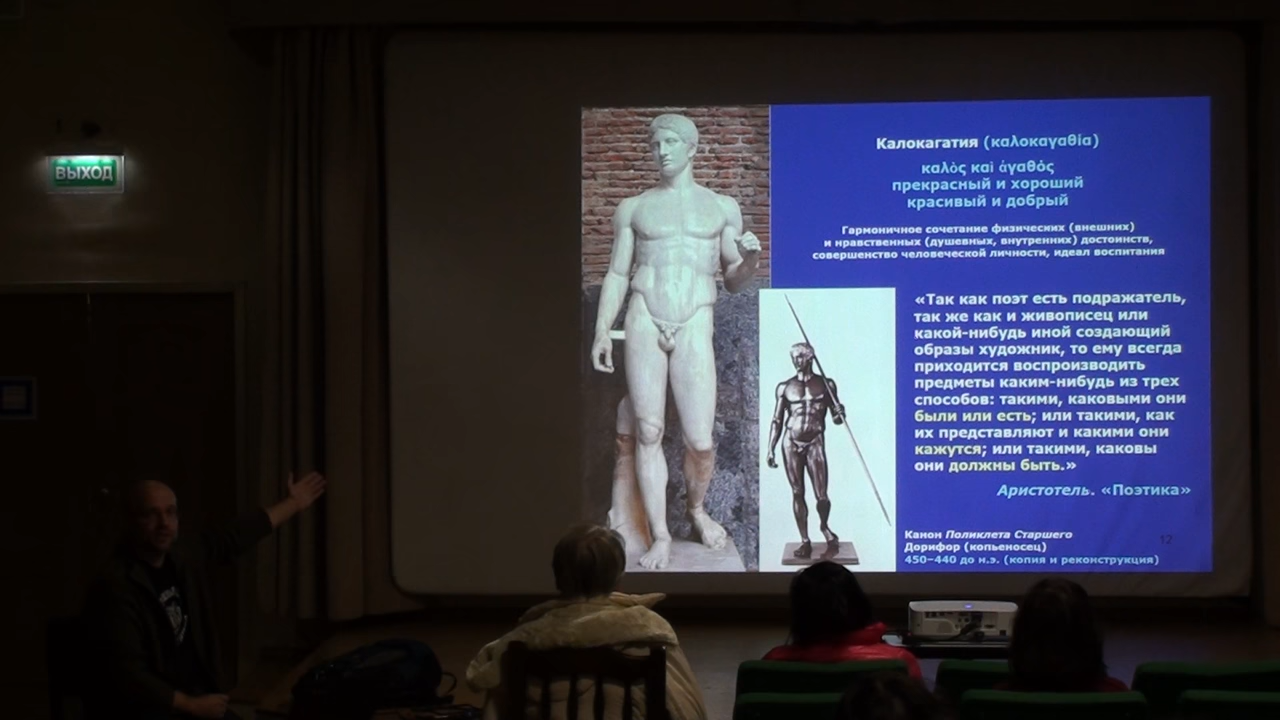 ВЫХОД
Калокагатия (καλοκαγαθία)
καλὸς καὶ ἀγαθός
прекрасный и хороший
красивый и добрый
Гармоничное сочетание физических (внешних)
и нравственных (душевных, внутренних) достоинств,
совершенство человеческой личности, идеал воспитания
«Так как поэт есть подражатель,
так же как и живописец или
какой-нибудь иной создающий
образы художник, то ему всегда
приходится воспроизводить
предметы каким-нибудь из трех
способов: такими, каковыми они
были или есть; или такими, как
их представляют и какими они
кажутся; или такими, каковы
они должны быть.»
Аристотель. «Поэтика»
Канон Поликлета Старшего
Дорифор (копьеносец)
450–440 до н.э. (копия и реконструкция)
12